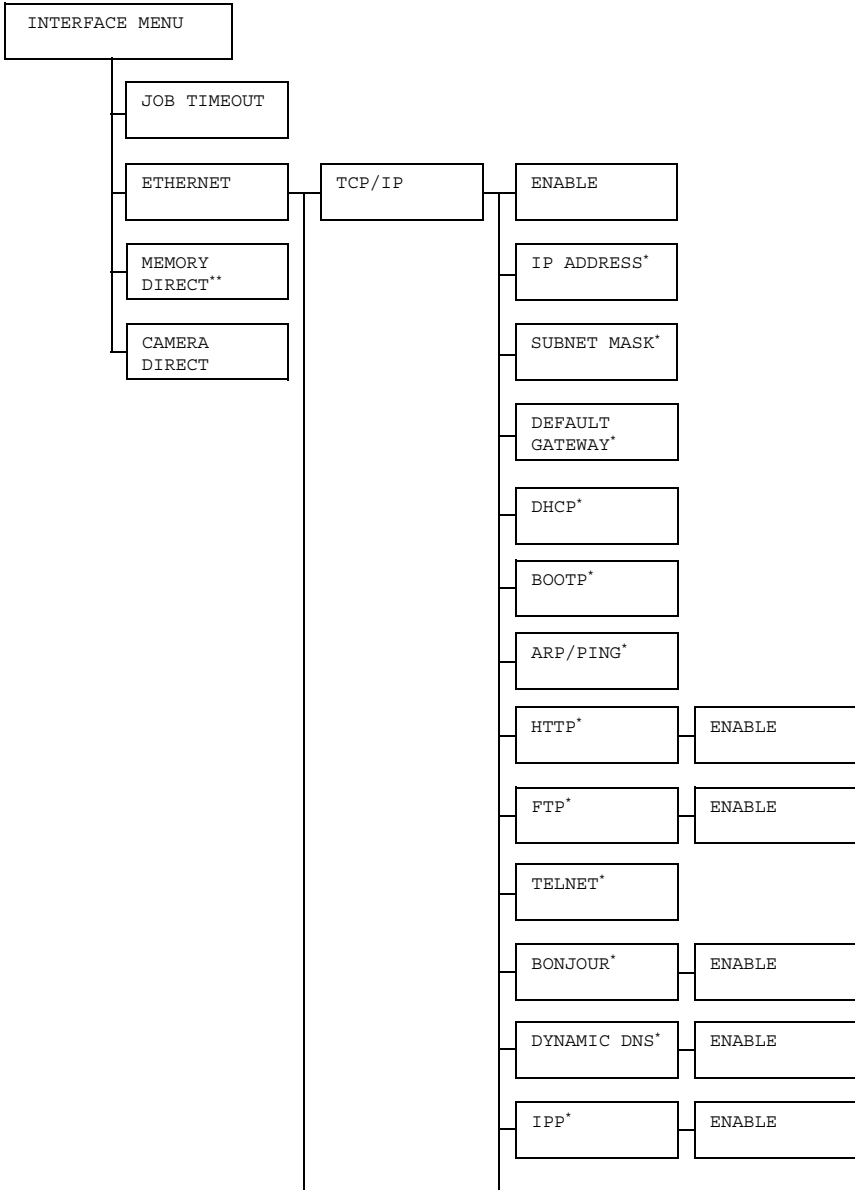 INTERFACE MENU
JOB TIMEOUT
ETHERNET
TCP/IP
ENABLE
MEMORY
DIRECT**
IP ADDRESS*
CAMERA
DIRECT
SUBNET MASK*
DEFAULT
GATEWAY*
DHCP*
BOOTP*
ARP/PING*
HTTP*
ENABLE
FTP*
ENABLE
TELNET*
BONJOUR*
ENABLE
DYNAMIC DNS*
ENABLE
IPP*
ENABLE